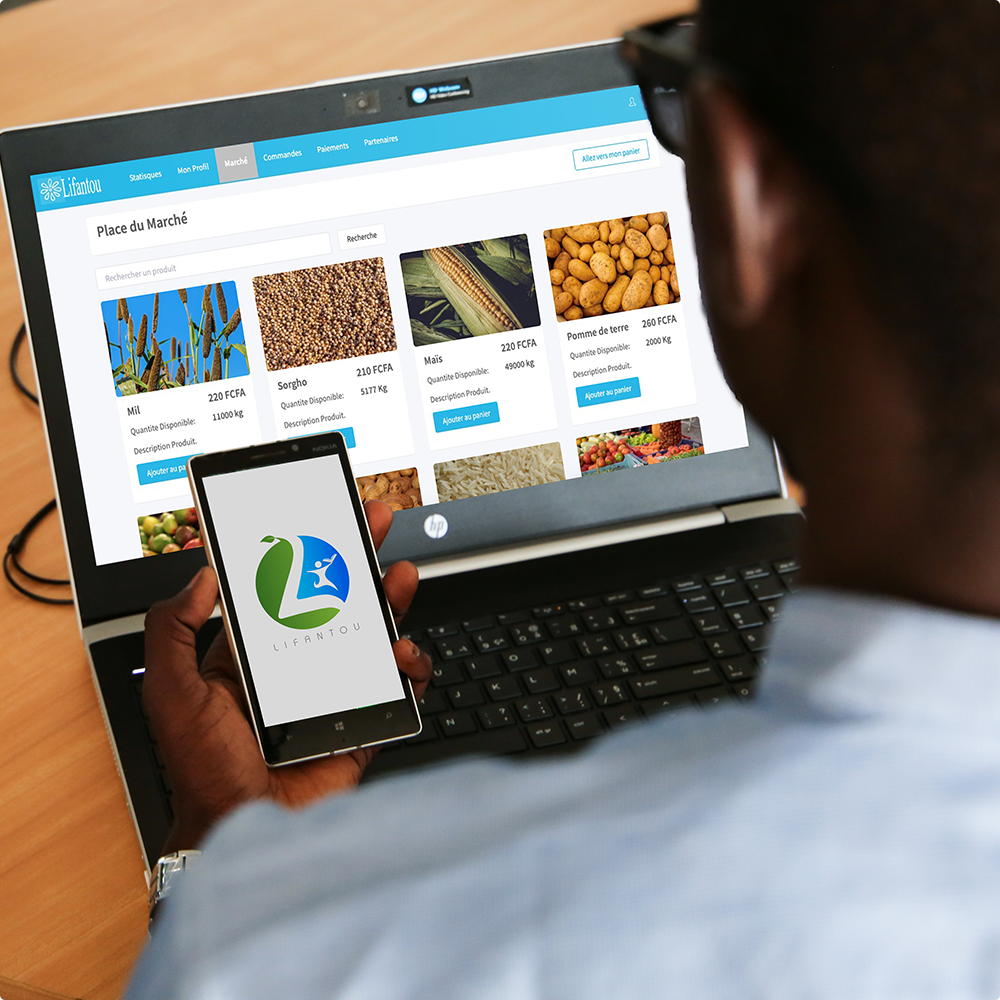 HP Webcam
Lifantou
Statisques
Mon Profil
Marché
Commandes
Paiements
Partenaires
Place du Marché
Allez vers mon panier
Rechercher un produit
Recherche
Mil
220 FCFA
Quantite Disponible:
11000 kg
Description Produit.
Ajouter au pa
Sorgho
210 FCFA
Quantite Disponible:
5177 Kg
Description Produit.
Maïs
220 FCFA
Quantite Disponible:
49000 kg
Description Produit.
Ajouter au panier
Pomme de terre
260 FCFA
Quantite Disponible:
2000 Kg
Description Produit.
Ajouter au panier
hp
NOKIA
LIFANTOU
U
I
O
P
J
K
L
M
N